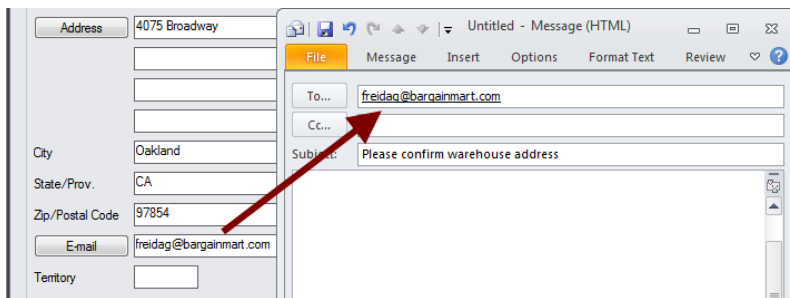 Address 4075 Broadway
City Oakland
State/Prov. CA
Zip/Postal Code 97854
E-mail freidag@bargainmart.com
Territory
Untitled - Message (HTML)
File Message Insert Options Format Text Review
To... freidag@bargainmart.com
Cc...
Subject: Please confirm warehouse address